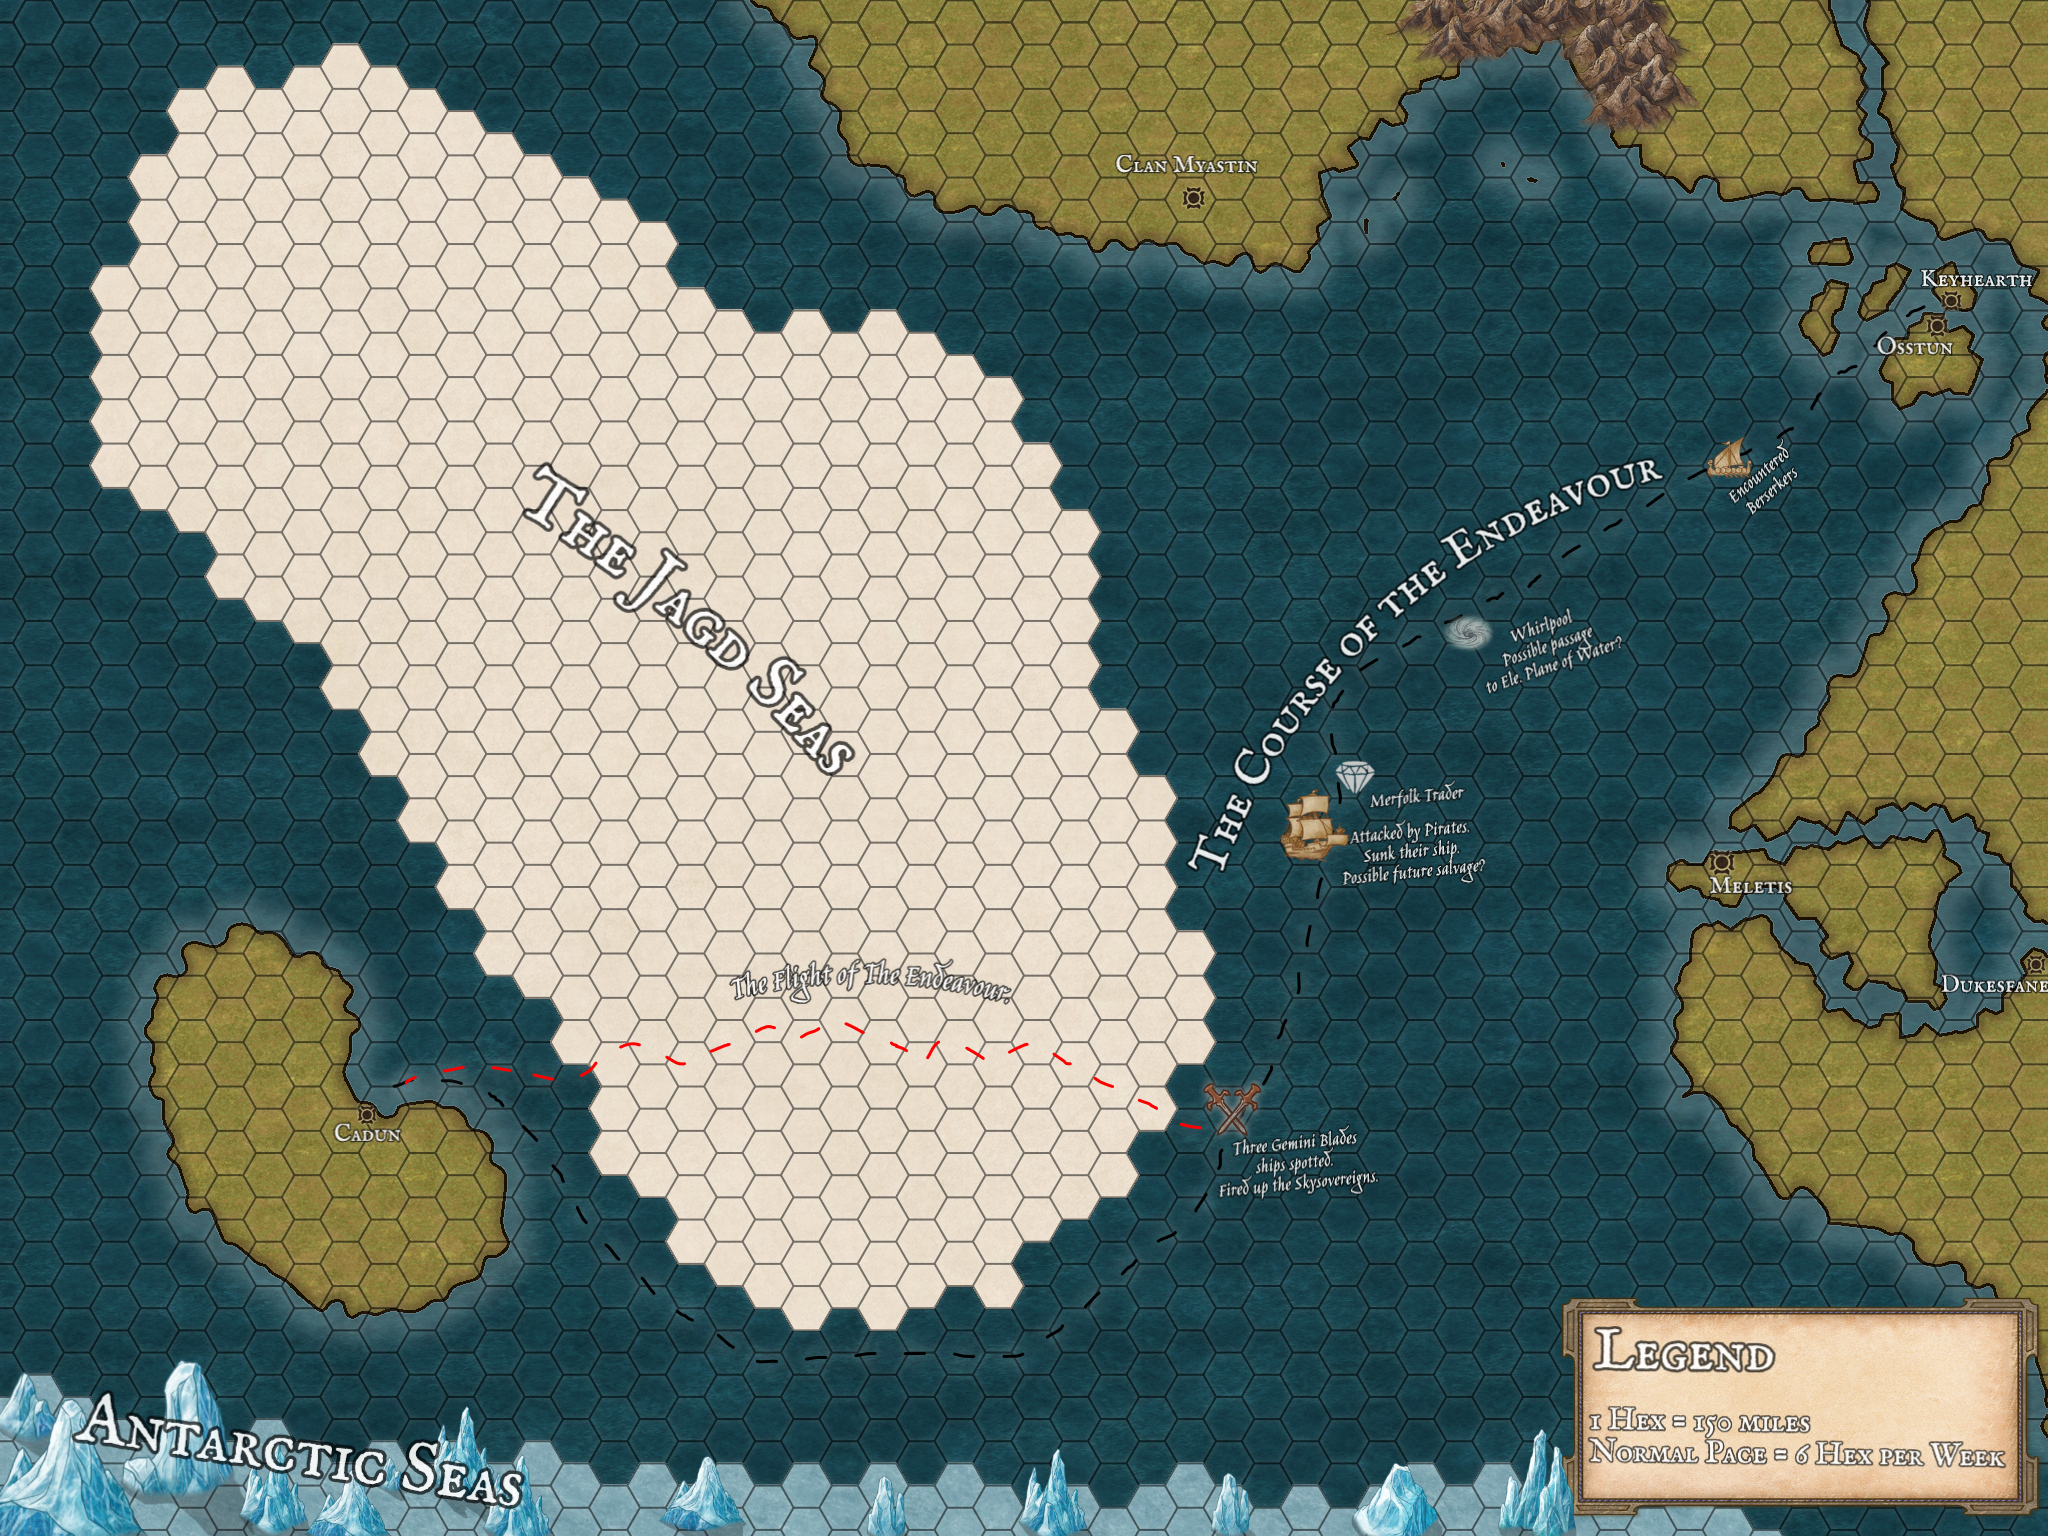 Clan Myastin
Keyhearth
Osstun
Encountered
Berserkers
The Course of the Endeavour
The Jagd Seas
Whirlpool
Possible passage
to Ele. Plane of Water?
Merfolk Trader
Attacked by Pirates.
Sunk their ship.
Possible future salvage?
Meletis
Dukesfane
The Flight of The Endeavour.
Cadun
Three Gemini Blades
ships spotted.
Fired up the Skysovereigns.
Antarctic Seas
Legend
1 Hex = 150 miles
Normal Pace = 6 Hex per Week